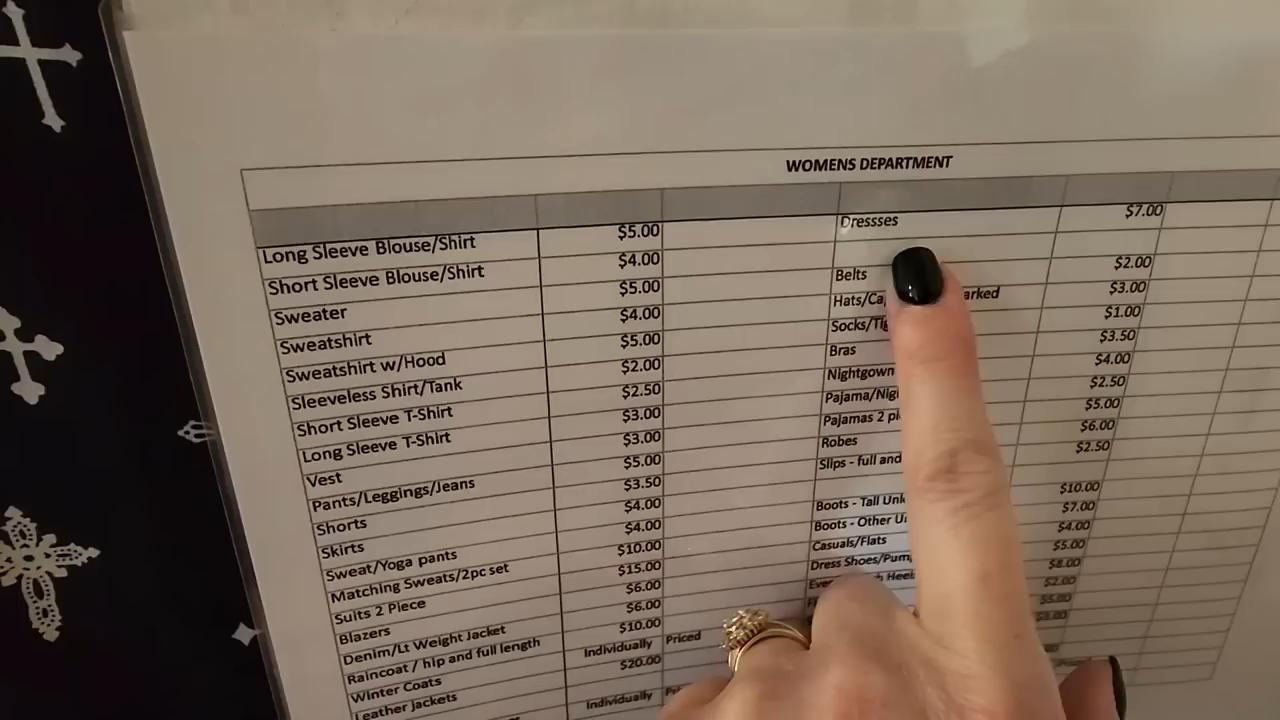 WOMENS DEPARTMENT
Long Sleeve Blouse/Shirt $5.00 Dressses $7.00
Short Sleeve Blouse/Shirt $4.00
Sweater $5.00 Belts $2.00
Sweatshirt $4.00 Hats/ $3.00
Sweatshirt w/Hood $5.00 Socks/ $1.00
Sleeveless Shirt/Tank $2.00 Bras $3.50
Short Sleeve T-Shirt $2.50 Nightgown $4.00
Long Sleeve T-Shirt $3.00 Pajama/ $2.50
Vest $3.00 Pajamas 2 $5.00
Pants/Leggings/Jeans $5.00 Robes $6.00
Shorts $3.50 Slips - full and $2.50
Skirts $4.00
Sweat/Yoga pants $4.00 Boots - Tall $10.00
Matching Sweats/2pc set $10.00 Boots - Other $7.00
Suits 2 Piece $15.00 Casuals/Flats $4.00
Blazers $6.00 Dress Shoes/ $5.00
Denim/Lt Weight Jacket $6.00 $8.00
Raincoat / hip and full length $10.00 $2.00
Winter Coats Individually Priced $5.00
Leather Jackets $20.00
Individually